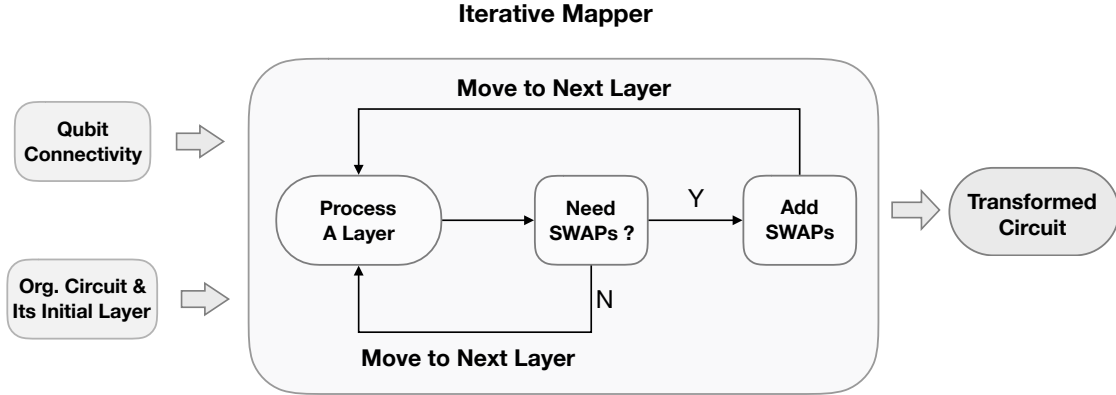 Iterative Mapper
Move to Next Layer
Qubit
Connectivity
Process
A Layer
Need
SWAPs ?
Y
Add
SWAPs
Transformed
Circuit
Org. Circuit &
Its Initial Layer
N
Move to Next Layer